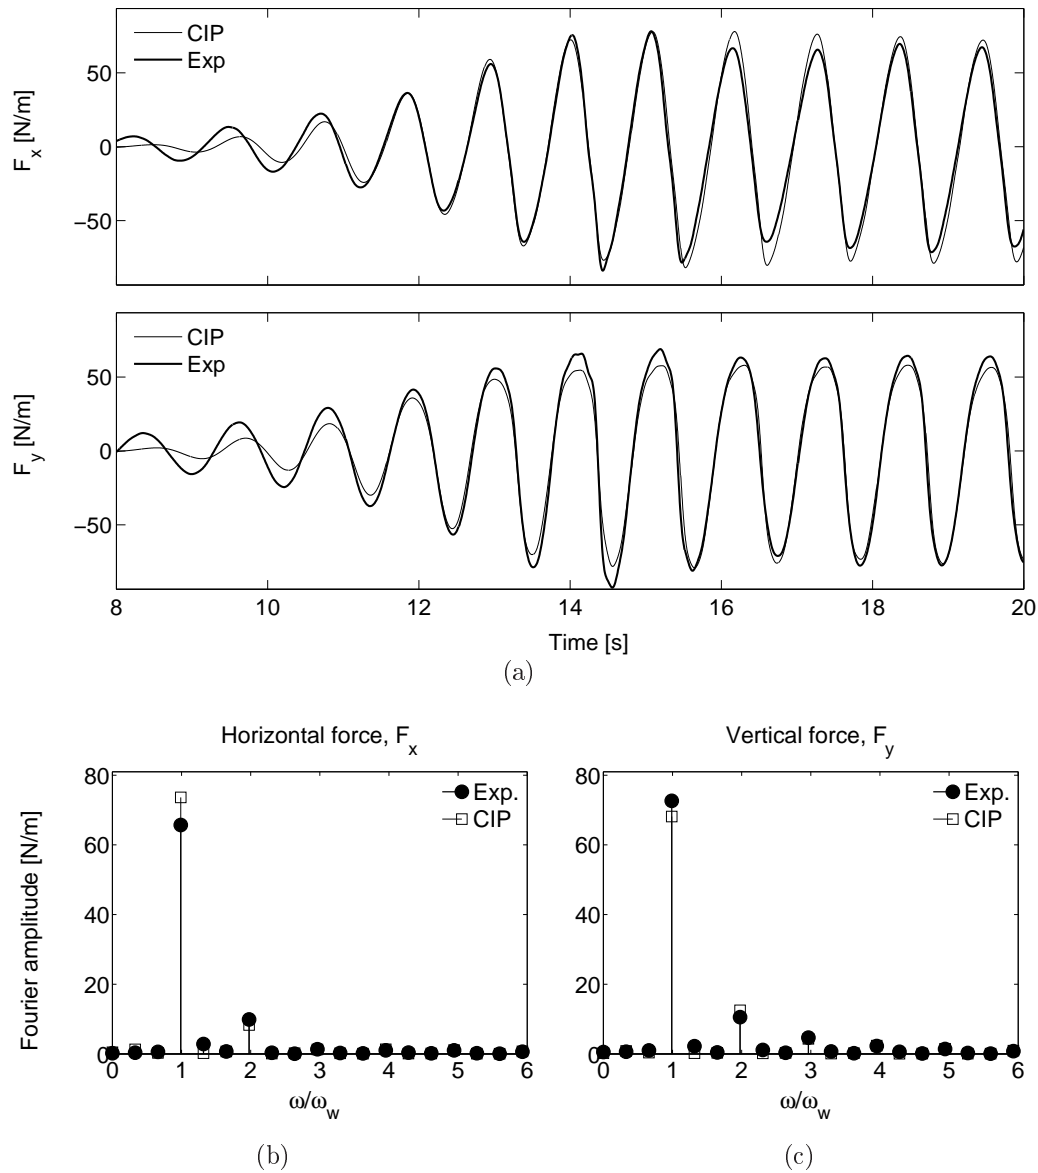 CIP
Exp
F_x [N/m]
50
0
−50
CIP
Exp
F_y [N/m]
50
0
−50
8
10
12
14
16
18
20
Time [s]
(a)
Horizontal force, F_x
Fourier amplitude [N/m]
80
60
40
20
0
Exp.
CIP
0
1
2
3
4
5
6
ω/ω_w
(b)
Vertical force, F_y
80
60
40
20
0
Exp.
CIP
0
1
2
3
4
5
6
ω/ω_w
(c)